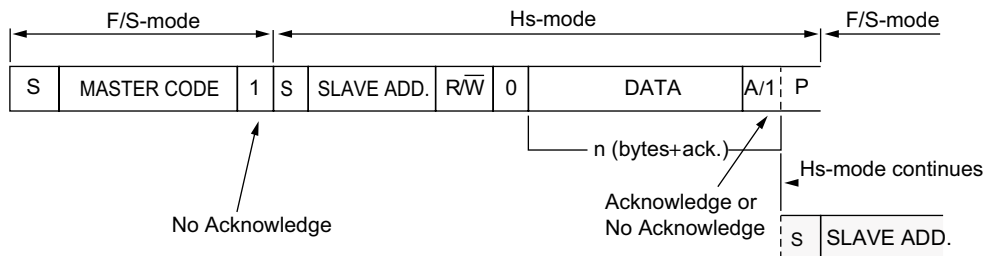 F/S-mode Hs-mode F/S-mode
S MASTER CODE 1 S SLAVE ADD. R/W̅ 0 DATA A/1 P
n (bytes+ack.)
Hs-mode continues
No Acknowledge
Acknowledge or
No Acknowledge
S SLAVE ADD.